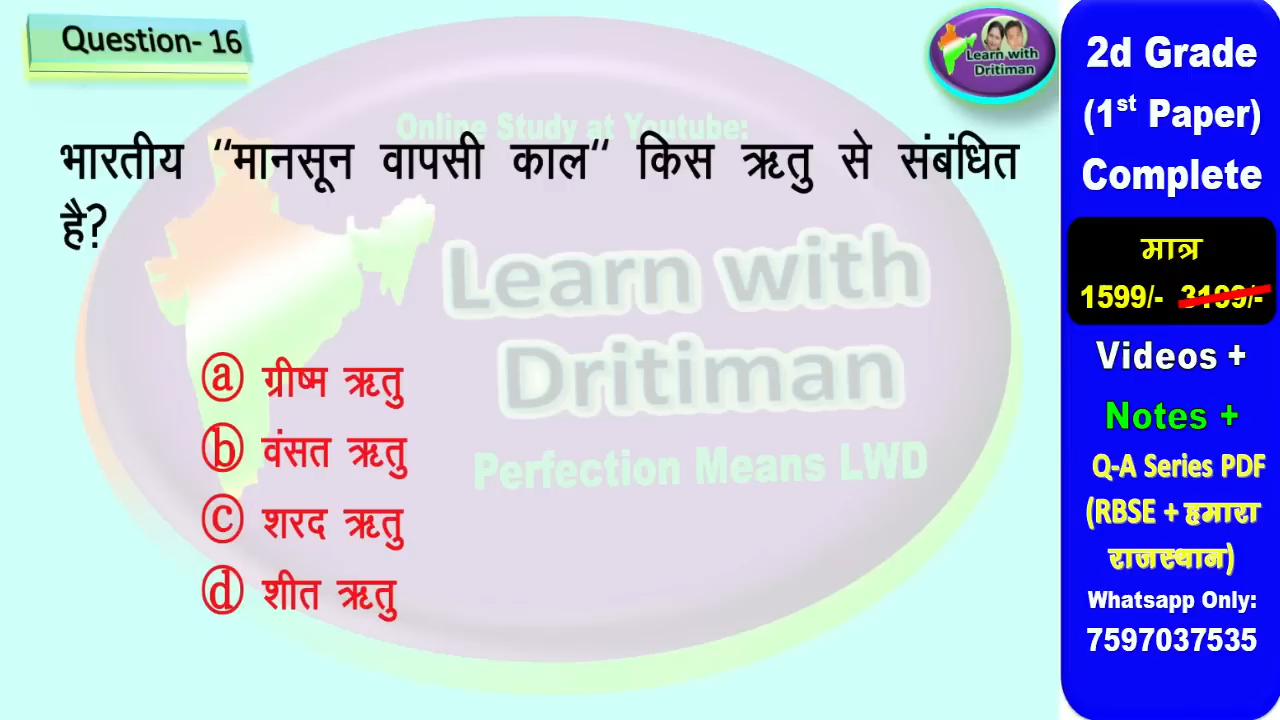 Question- 16
Learn with
Dritiman
Online Study at Youtube:
भारतीय “मानसून वापसी काल“ किस ऋतु से संबंधित
है?
Learn with
Dritiman
Perfection Means LWD
ⓐ ग्रीष्म ऋतु
ⓑ वंसत ऋतु
ⓒ शरद ऋतु
ⓓ शीत ऋतु
2d Grade
(1st Paper)
Complete
मात्र
1599/- 3199/-
Videos +
Notes +
Q-A Series PDF
(RBSE + हमारा
राजस्थान)
Whatsapp Only:
7597037535